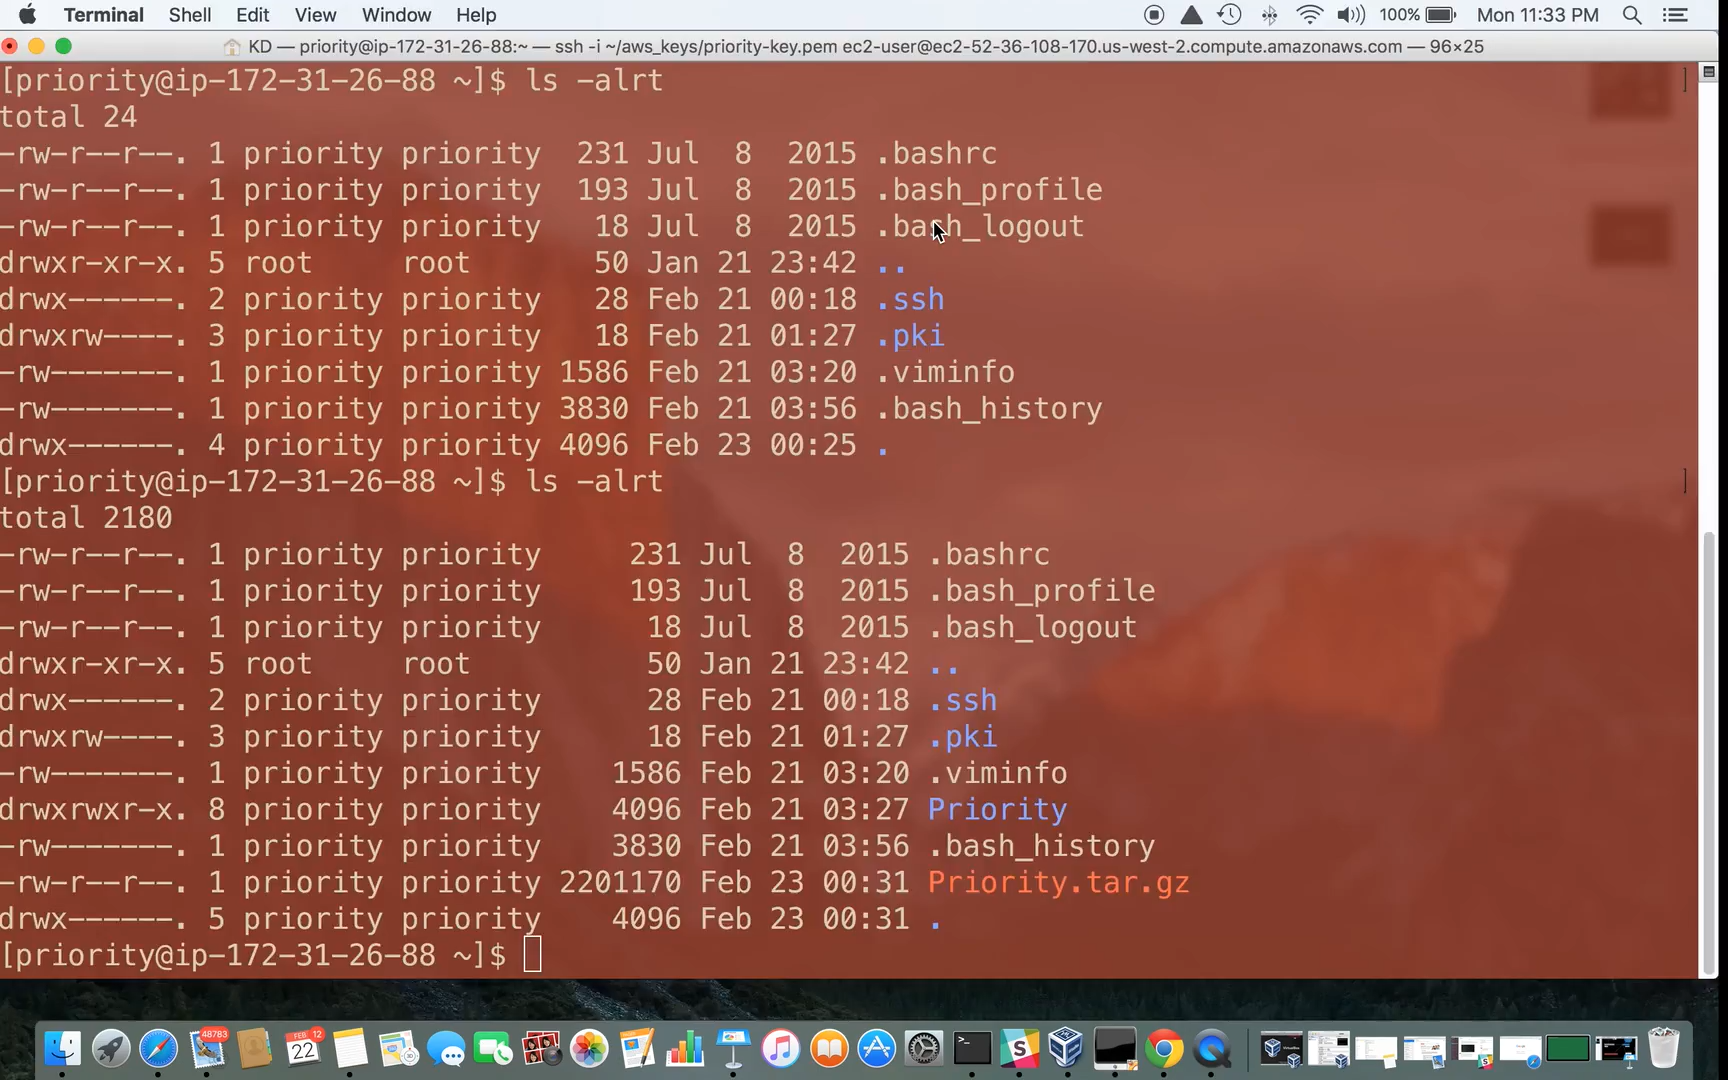 Terminal Shell Edit View Window Help 100% Mon 11:33 PM
KD — priority@ip-172-31-26-88:~ — ssh -i ~/aws_keys/priority-key.pem ec2-user@ec2-52-36-108-170.us-west-2.compute.amazonaws.com — 96×25
[priority@ip-172-31-26-88 ~]$ ls -alrt ]
total 24
-rw-r--r--. 1 priority priority 231 Jul 8 2015 .bashrc
-rw-r--r--. 1 priority priority 193 Jul 8 2015 .bash_profile
-rw-r--r--. 1 priority priority 18 Jul 8 2015 .bash_logout
drwxr-xr-x. 5 root root 50 Jan 21 23:42 ..
drwx------. 2 priority priority 28 Feb 21 00:18 .ssh
drwxrw----. 3 priority priority 18 Feb 21 01:27 .pki
-rw-------. 1 priority priority 1586 Feb 21 03:20 .viminfo
-rw-------. 1 priority priority 3830 Feb 21 03:56 .bash_history
drwx------. 4 priority priority 4096 Feb 23 00:25 .
[priority@ip-172-31-26-88 ~]$ ls -alrt ]
total 2180
-rw-r--r--. 1 priority priority 231 Jul 8 2015 .bashrc
-rw-r--r--. 1 priority priority 193 Jul 8 2015 .bash_profile
-rw-r--r--. 1 priority priority 18 Jul 8 2015 .bash_logout
drwxr-xr-x. 5 root root 50 Jan 21 23:42 ..
drwx------. 2 priority priority 28 Feb 21 00:18 .ssh
drwxrw----. 3 priority priority 18 Feb 21 01:27 .pki
-rw-------. 1 priority priority 1586 Feb 21 03:20 .viminfo
drwxrwxr-x. 8 priority priority 4096 Feb 21 03:27 Priority
-rw-------. 1 priority priority 3830 Feb 21 03:56 .bash_history
-rw-r--r--. 1 priority priority 2201170 Feb 23 00:31 Priority.tar.gz
drwx------. 5 priority priority 4096 Feb 23 00:31 .
[priority@ip-172-31-26-88 ~]$
48783
FEB 12
22